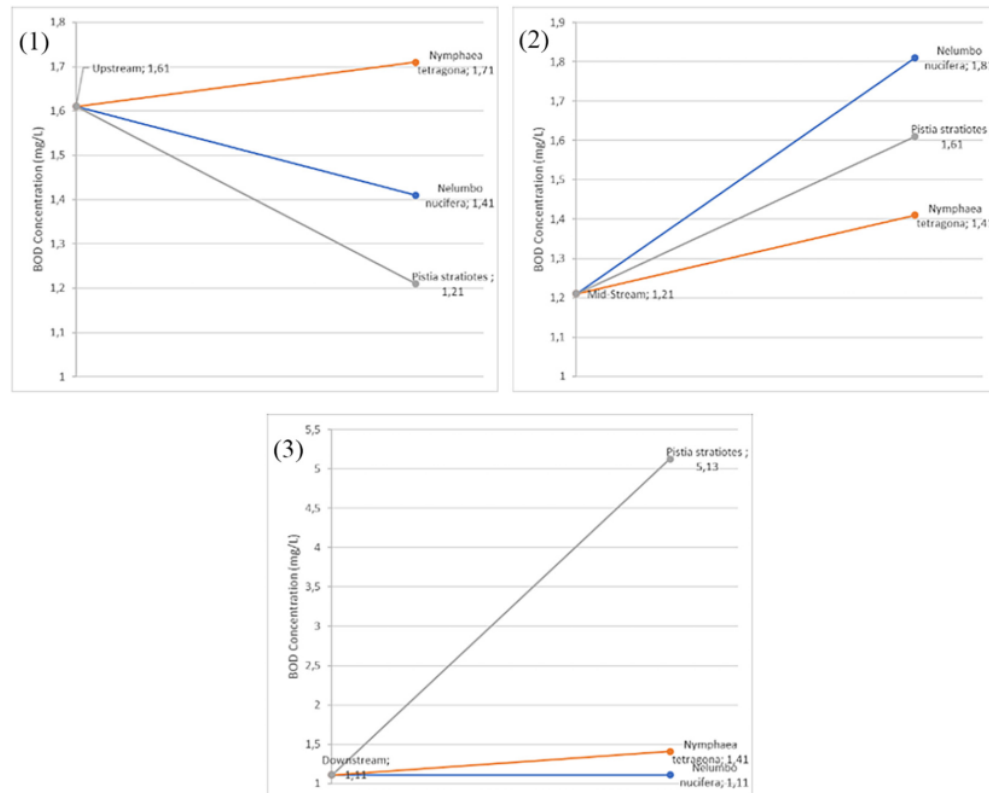 (1)
1,8
1,7
1,6
1,5
1,4
1,3
1,2
1,1
1
BOD Concentration (mg/L)
Upstream; 1,61
Nymphaea
tetragona; 1,71
Nelumbo
nucifera; 1,41
Pistia stratiotes ;
1,21
(2)
1,9
1,8
1,7
1,6
1,5
1,4
1,3
1,2
1,1
1
BOD Concentration (mg/L)
Nelumbo
nucifera; 1,81
Pistia stratiotes
1,61
Nymphaea
tetragona; 1,41
Mid-Stream; 1,21
(3)
5,5
5
4,5
4
3,5
3
2,5
2
1,5
1
BOD Concentration (mg/L)
Pistia stratiotes ;
5,13
Downstream;
1,11
Nymphaea
tetragona; 1,41
Nelumbo
nucifera; 1,11